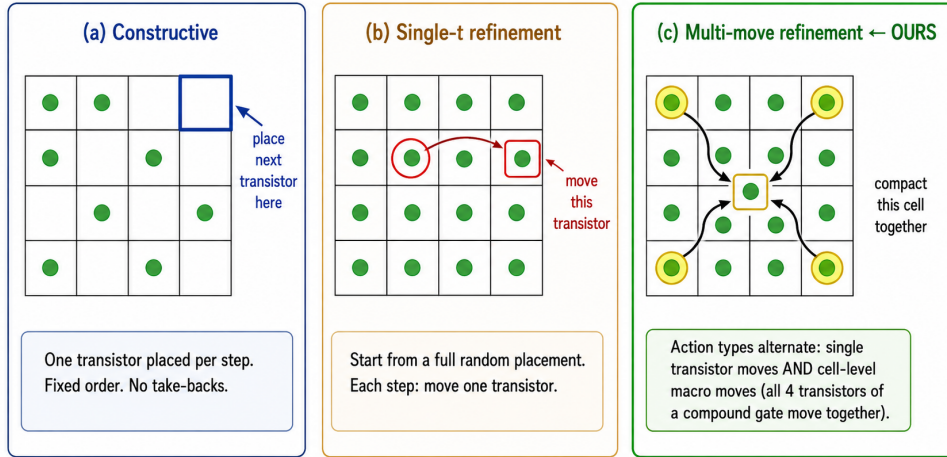 (a) Constructive
place
next
transistor
here
One transistor placed per step.
Fixed order. No take-backs.
(b) Single-t refinement
move
this
transistor
Start from a full random placement.
Each step: move one transistor.
(c) Multi-move refinement ← OURS
compact
this cell
together
Action types alternate: single
transistor moves AND cell-level
macro moves (all 4 transistors of
a compound gate move together).